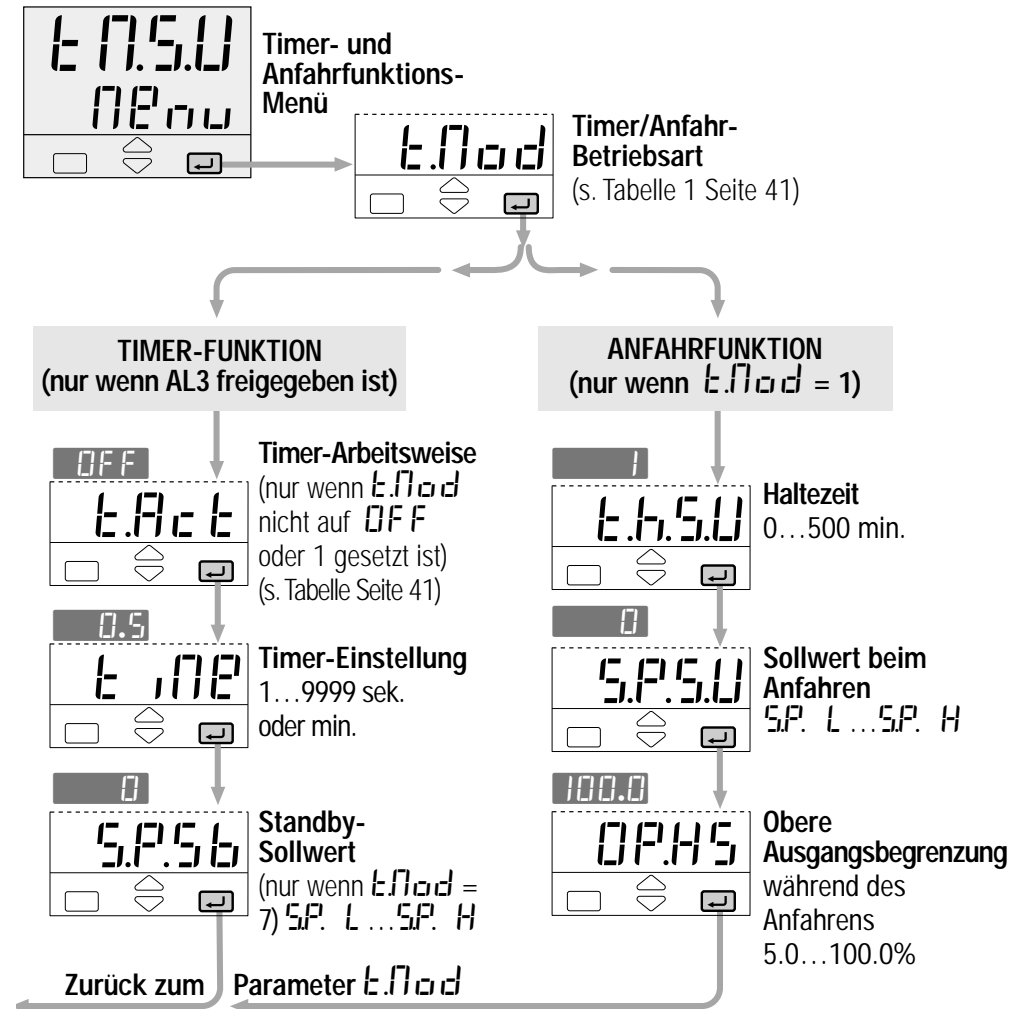 t.M.S.U
Menu
Timer- und
Anfahrfunktions-
Menü
t.Mod
Timer/Anfahr-
Betriebsart
(s. Tabelle 1 Seite 41)
TIMER-FUNKTION
(nur wenn AL3 freigegeben ist)
OFF
t.Act
Timer-Arbeitsweise
(nur wenn t.Mod
nicht auf OFF
oder 1 gesetzt ist)
(s. Tabelle Seite 41)
0.5
tiMe
Timer-Einstellung
1…9999 sek.
oder min.
0
S.P.Sb
Standby-
Sollwert
(nur wenn t.Mod =
7) S.P. L …S.P. H
ANFAHRFUNKTION
(nur wenn t.Mod = 1)
1
t.h.S.U
Haltezeit
0…500 min.
0
S.P.S.U
Sollwert beim
Anfahren
S.P. L …S.P. H
100.0
OP.HS
Obere
Ausgangsbegrenzung
während des
Anfahrens
5.0…100.0%
Zurück zum Parameter t.Mod